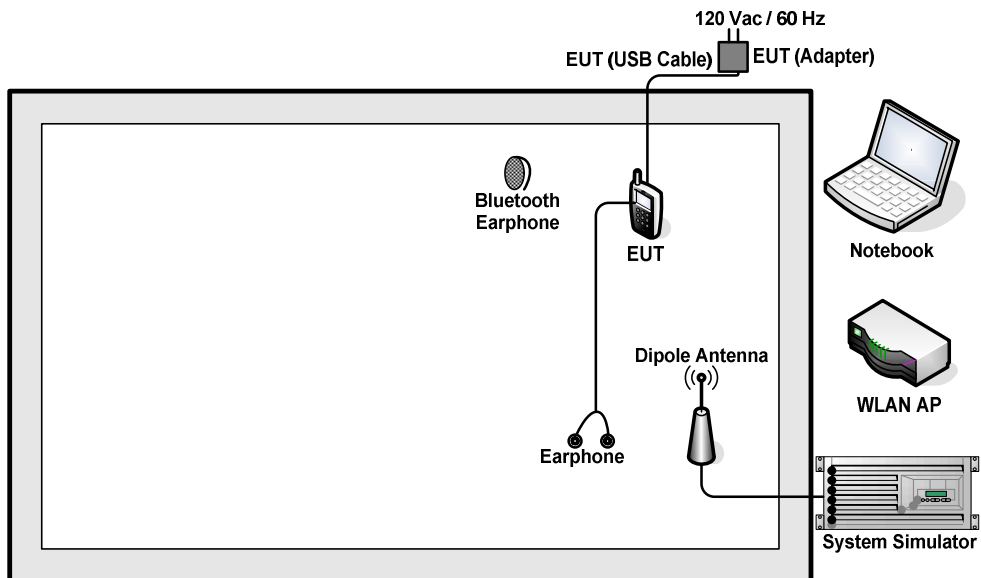 120 Vac / 60 Hz
EUT (USB Cable)
EUT (Adapter)
Bluetooth
Earphone
EUT
Notebook
Dipole Antenna
WLAN AP
Earphone
System Simulator